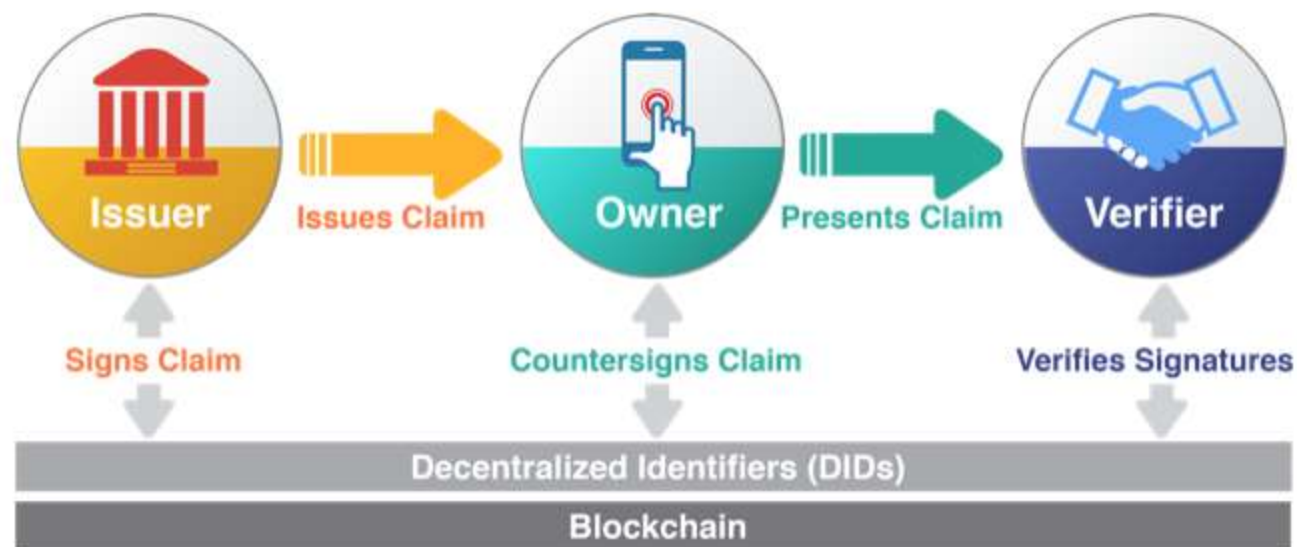 Issuer
Issues Claim
Owner
Presents Claim
Verifier
Signs Claim
Countersigns Claim
Verifies Signatures
Decentralized Identifiers (DIDs)
Blockchain